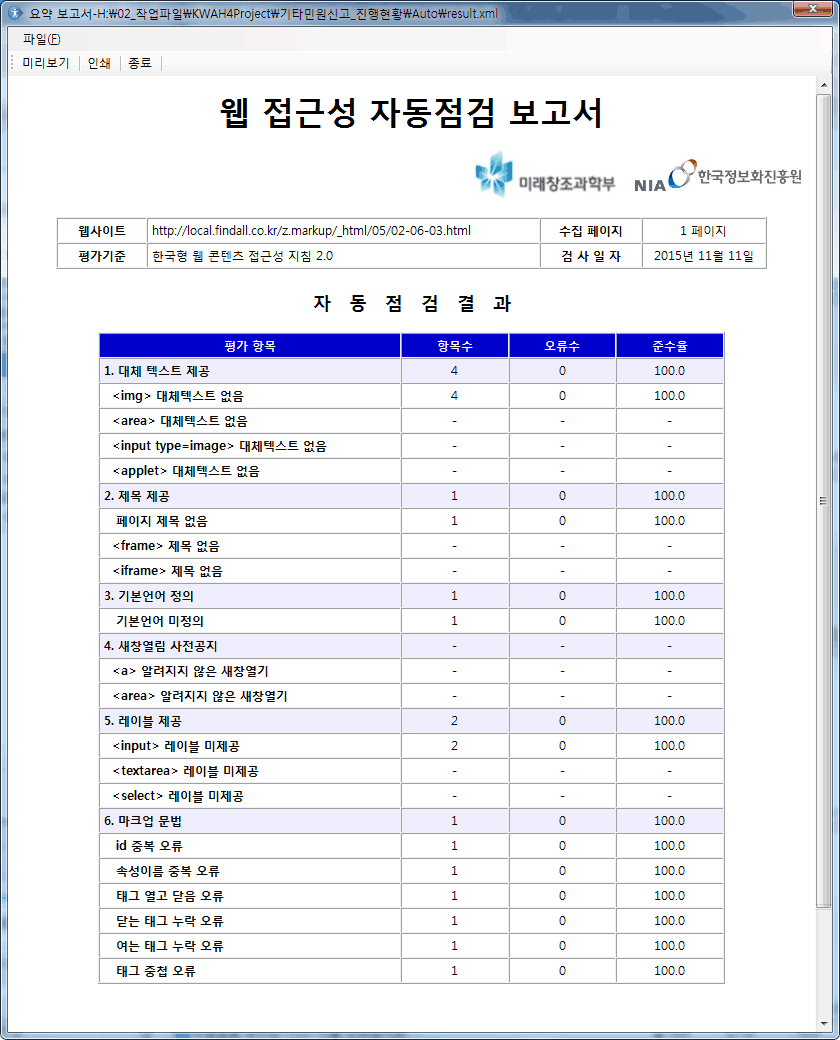 요약 보고서-H:\02_작업파일\KWAH4Project\기타민원신고_진행현황\Auto\result.xml
파일(F)
미리보기 인쇄 종료
웹 접근성 자동점검 보고서
미래창조과학부 NIA 한국정보화진흥원
웹사이트 http://local.findall.co.kr/z.markup/_html/05/02-06-03.html 수집 페이지 1 페이지
평가기준 한국형 웹 콘텐츠 접근성 지침 2.0 검 사 일 자 2015년 11월 11일
자 동 점 검 결 과
평가 항목 항목수 오류수 준수율
1. 대체 텍스트 제공 4 0 100.0
<img> 대체텍스트 없음 4 0 100.0
<area> 대체텍스트 없음 - - -
<input type=image> 대체텍스트 없음 - - -
<applet> 대체텍스트 없음 - - -
2. 제목 제공 1 0 100.0
페이지 제목 없음 1 0 100.0
<frame> 제목 없음 - - -
<iframe> 제목 없음 - - -
3. 기본언어 정의 1 0 100.0
기본언어 미정의 1 0 100.0
4. 새창열림 사전공지 - - -
<a> 알려지지 않은 새창열기 - - -
<area> 알려지지 않은 새창열기 - - -
5. 레이블 제공 2 0 100.0
<input> 레이블 미제공 2 0 100.0
<textarea> 레이블 미제공 - - -
<select> 레이블 미제공 - - -
6. 마크업 문법 1 0 100.0
id 중복 오류 1 0 100.0
속성이름 중복 오류 1 0 100.0
태그 열고 닫음 오류 1 0 100.0
닫는 태그 누락 오류 1 0 100.0
여는 태그 누락 오류 1 0 100.0
태그 중첩 오류 1 0 100.0